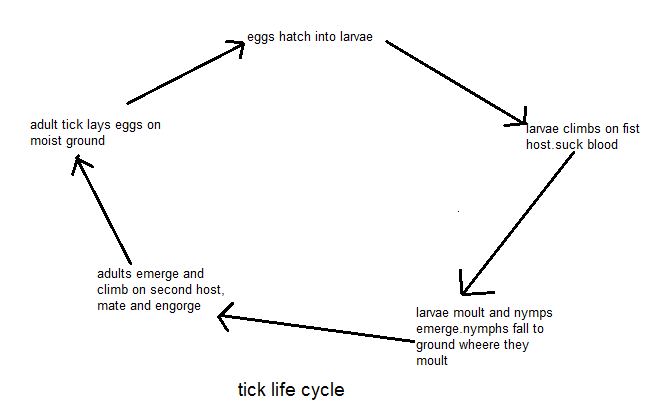 eggs hatch into larvae
larvae climbs on fist
host.suck blood
larvae moult and nymps
emerge.nymphs fall to
ground wheere they
moult
adults emerge and
climb on second host,
mate and engorge
adult tick lays eggs on
moist ground
tick life cycle